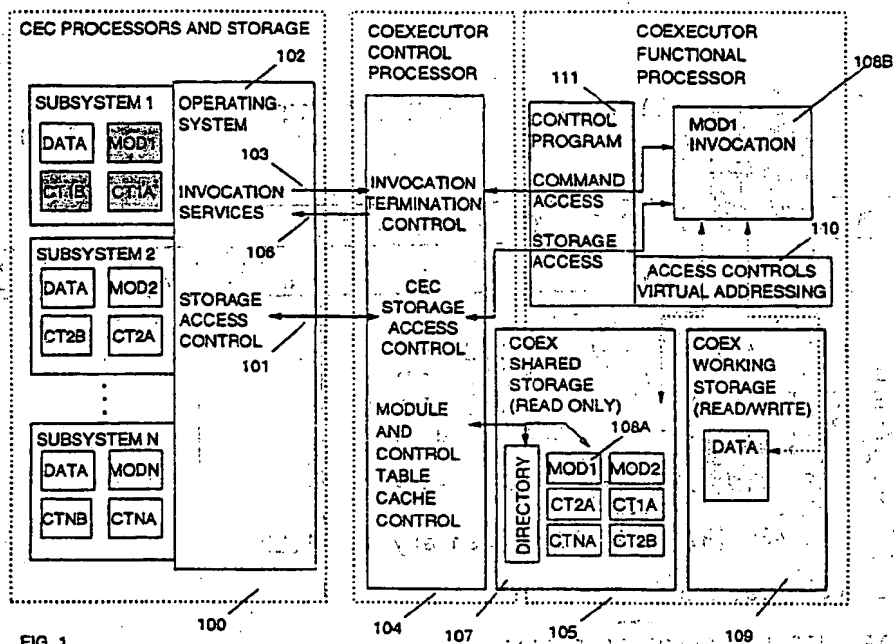 CEC PROCESSORS AND STORAGE
102
SUBSYSTEM 1
DATA
MOD1
CT1B
CT1A
OPERATING
SYSTEM
103
INVOCATION
SERVICES
106
SUBSYSTEM 2
DATA
MOD2
CT2B
CT2A
STORAGE
ACCESS
CONTROL
101
SUBSYSTEM N
DATA
MODN
CTNB
CTNA
100
COEXECUTOR
CONTROL
PROCESSOR
INVOCATION
TERMINATION
CONTROL
CEC
STORAGE
ACCESS
CONTROL
MODULE
AND
CONTROL
TABLE
CACHE
CONTROL
104
COEXECUTOR
FUNCTIONAL
PROCESSOR
108B
111
CONTROL
PROGRAM
COMMAND
ACCESS
STORAGE
ACCESS
MOD1
INVOCATION
110
ACCESS CONTROLS
VIRTUAL ADDRESSING
COEX
SHARED
STORAGE
(READ ONLY)
108A
DIRECTORY
MOD1
MOD2
CT2A
CT1A
CTNA
CT2B
107
105
COEX
WORKING
STORAGE
(READ/WRITE)
DATA
109
FIG. 1